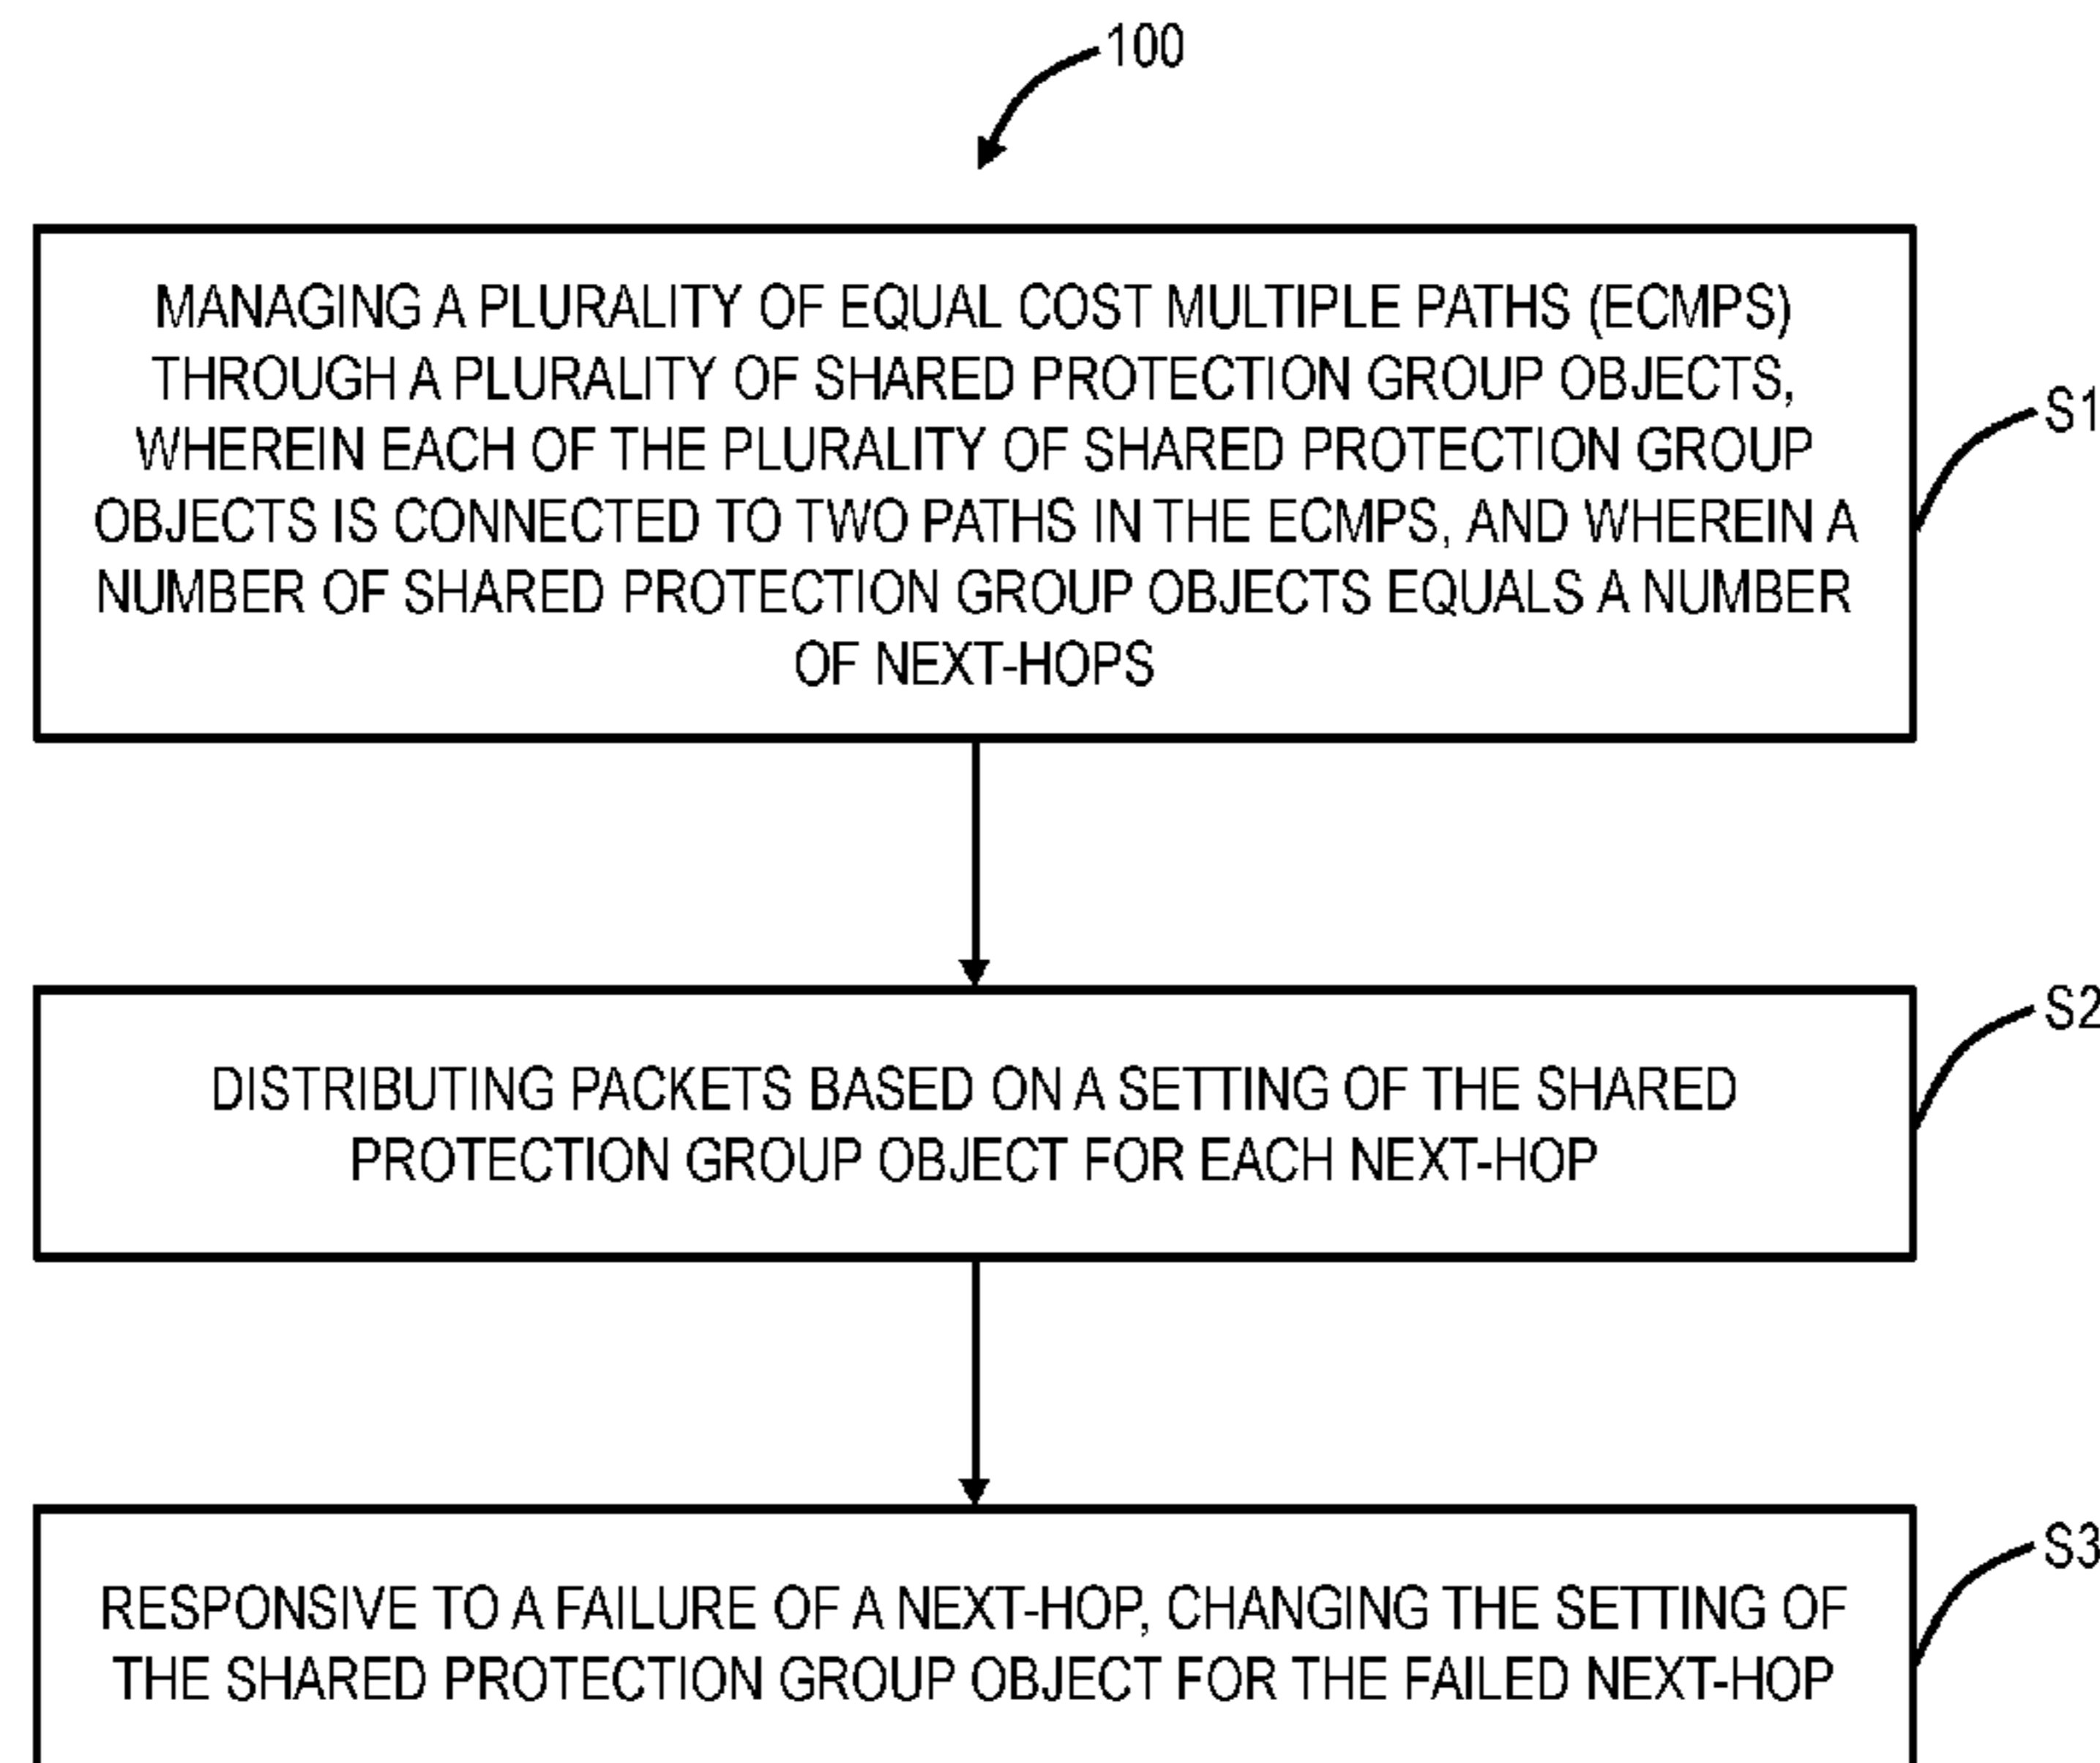 100
MANAGING A PLURALITY OF EQUAL COST MULTIPLE PATHS (ECMPS)
THROUGH A PLURALITY OF SHARED PROTECTION GROUP OBJECTS,
WHEREIN EACH OF THE PLURALITY OF SHARED PROTECTION GROUP
OBJECTS IS CONNECTED TO TWO PATHS IN THE ECMPS, AND WHEREIN A
NUMBER OF SHARED PROTECTION GROUP OBJECTS EQUALS A NUMBER
OF NEXT-HOPS
S1
DISTRIBUTING PACKETS BASED ON A SETTING OF THE SHARED
PROTECTION GROUP OBJECT FOR EACH NEXT-HOP
S2
RESPONSIVE TO A FAILURE OF A NEXT-HOP, CHANGING THE SETTING OF
THE SHARED PROTECTION GROUP OBJECT FOR THE FAILED NEXT-HOP
S3